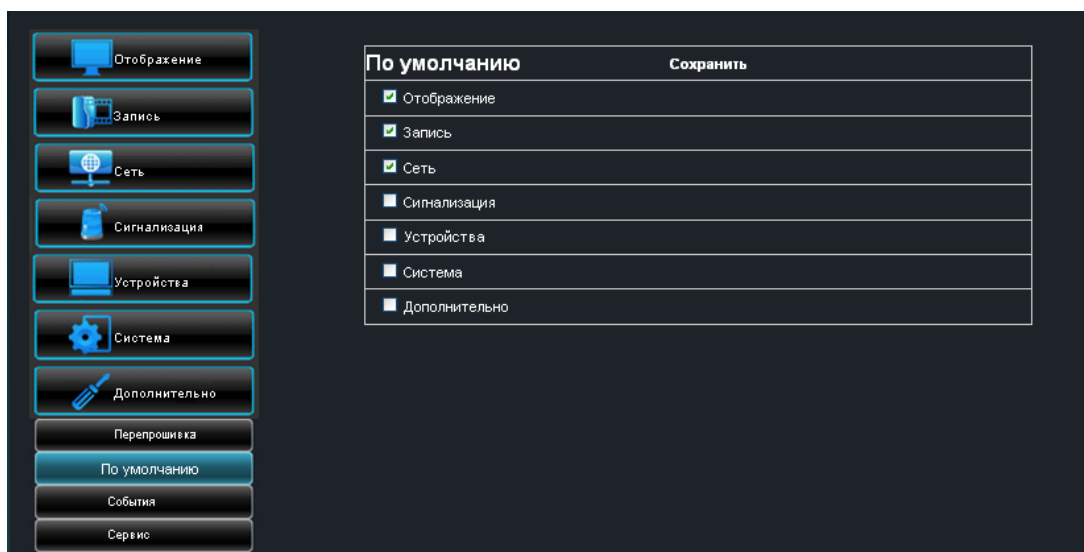 Отображение
Запись
Сеть
Сигнализация
Устройства
Система
Дополнительно
Перепрошивка
По умолчанию
События
Сервис
По умолчанию Сохранить
Отображение
Запись
Сеть
Сигнализация
Устройства
Система
Дополнительно